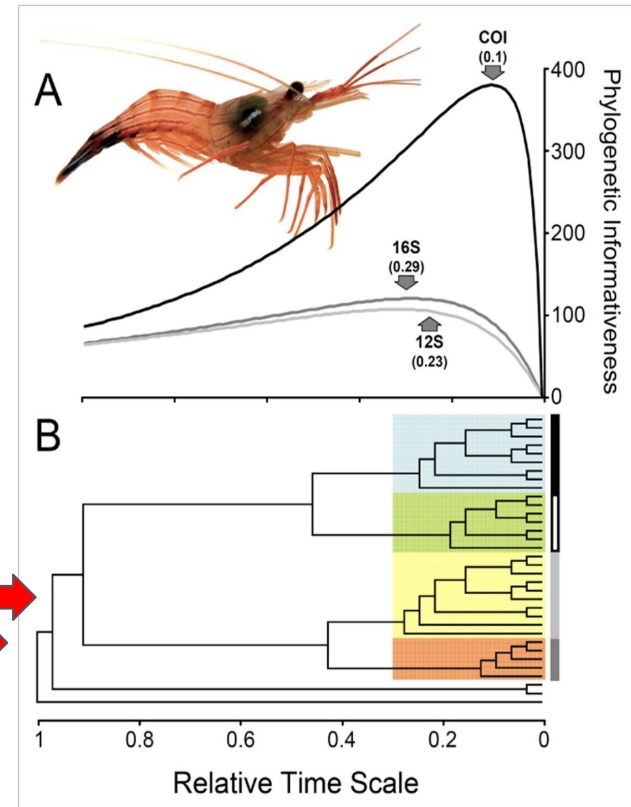 A
COI
(0.1)
400
300
200
100
0
Phylogenetic Informativeness
16S
(0.29)
12S
(0.23)
B
1 0.8 0.6 0.4 0.2 0
Relative Time Scale